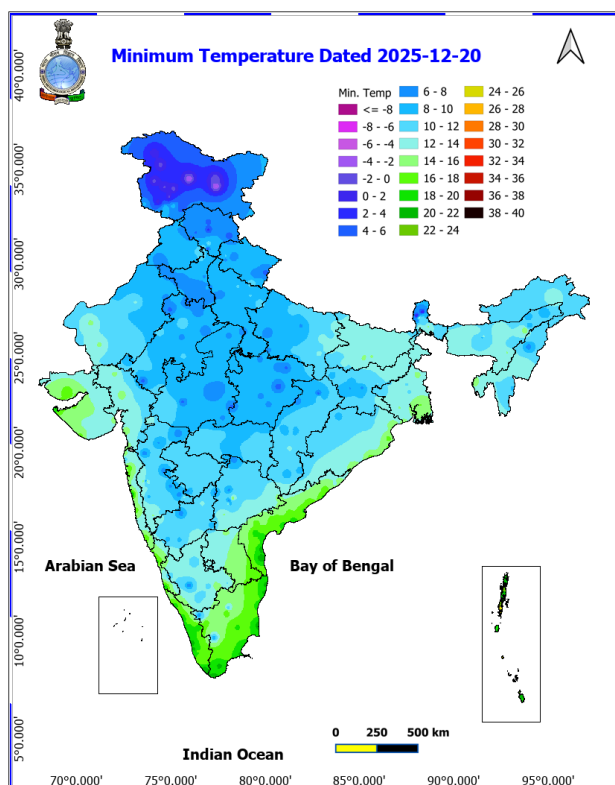 Minimum Temperature Dated 2025-12-20
Min. Temp
<= -8
-8 - -6
-6 - -4
-4 - -2
-2 - 0
0 - 2
2 - 4
4 - 6
6 - 8
8 - 10
10 - 12
12 - 14
14 - 16
16 - 18
18 - 20
20 - 22
22 - 24
24 - 26
26 - 28
28 - 30
30 - 32
32 - 34
34 - 36
36 - 38
38 - 40
40°0.000'
35°0.000'
30°0.000'
25°0.000'
20°0.000'
15°0.000'
10°0.000'
5°0.000'
Arabian Sea
Bay of Bengal
Indian Ocean
0 250 500 km
70°0.000' 75°0.000' 80°0.000' 85°0.000' 90°0.000' 95°0.000'